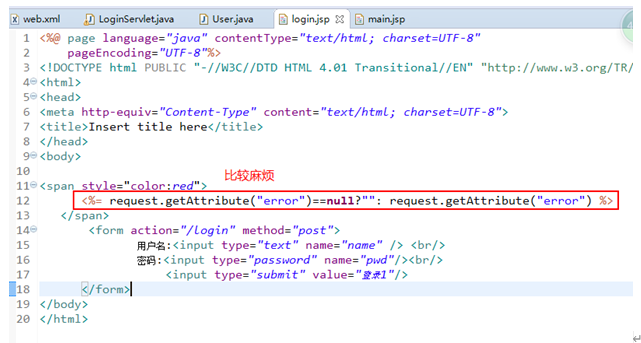 web.xml LoginServlet.java User.java login.jsp main.jsp
1 <%@ page language="java" contentType="text/html; charset=UTF-8"
2 pageEncoding="UTF-8"%>
3 <!DOCTYPE html PUBLIC "-//W3C//DTD HTML 4.01 Transitional//EN" "http://www.w3.org/TR/
4 <html>
5 <head>
6 <meta http-equiv="Content-Type" content="text/html; charset=UTF-8">
7 <title>Insert title here</title>
8 </head>
9 <body>
10 比较麻烦
11 <span style="color:red">
12 <%= request.getAttribute("error")==null?"": request.getAttribute("error") %>
13 </span>
14 <form action="/login" method="post">
15 用户名:<input type="text" name="name" /> <br/>
16 密码:<input type="password" name="pwd"/><br/>
17 <input type="submit" value="登录1"/>
18 </form>
19 </body>
20 </html>